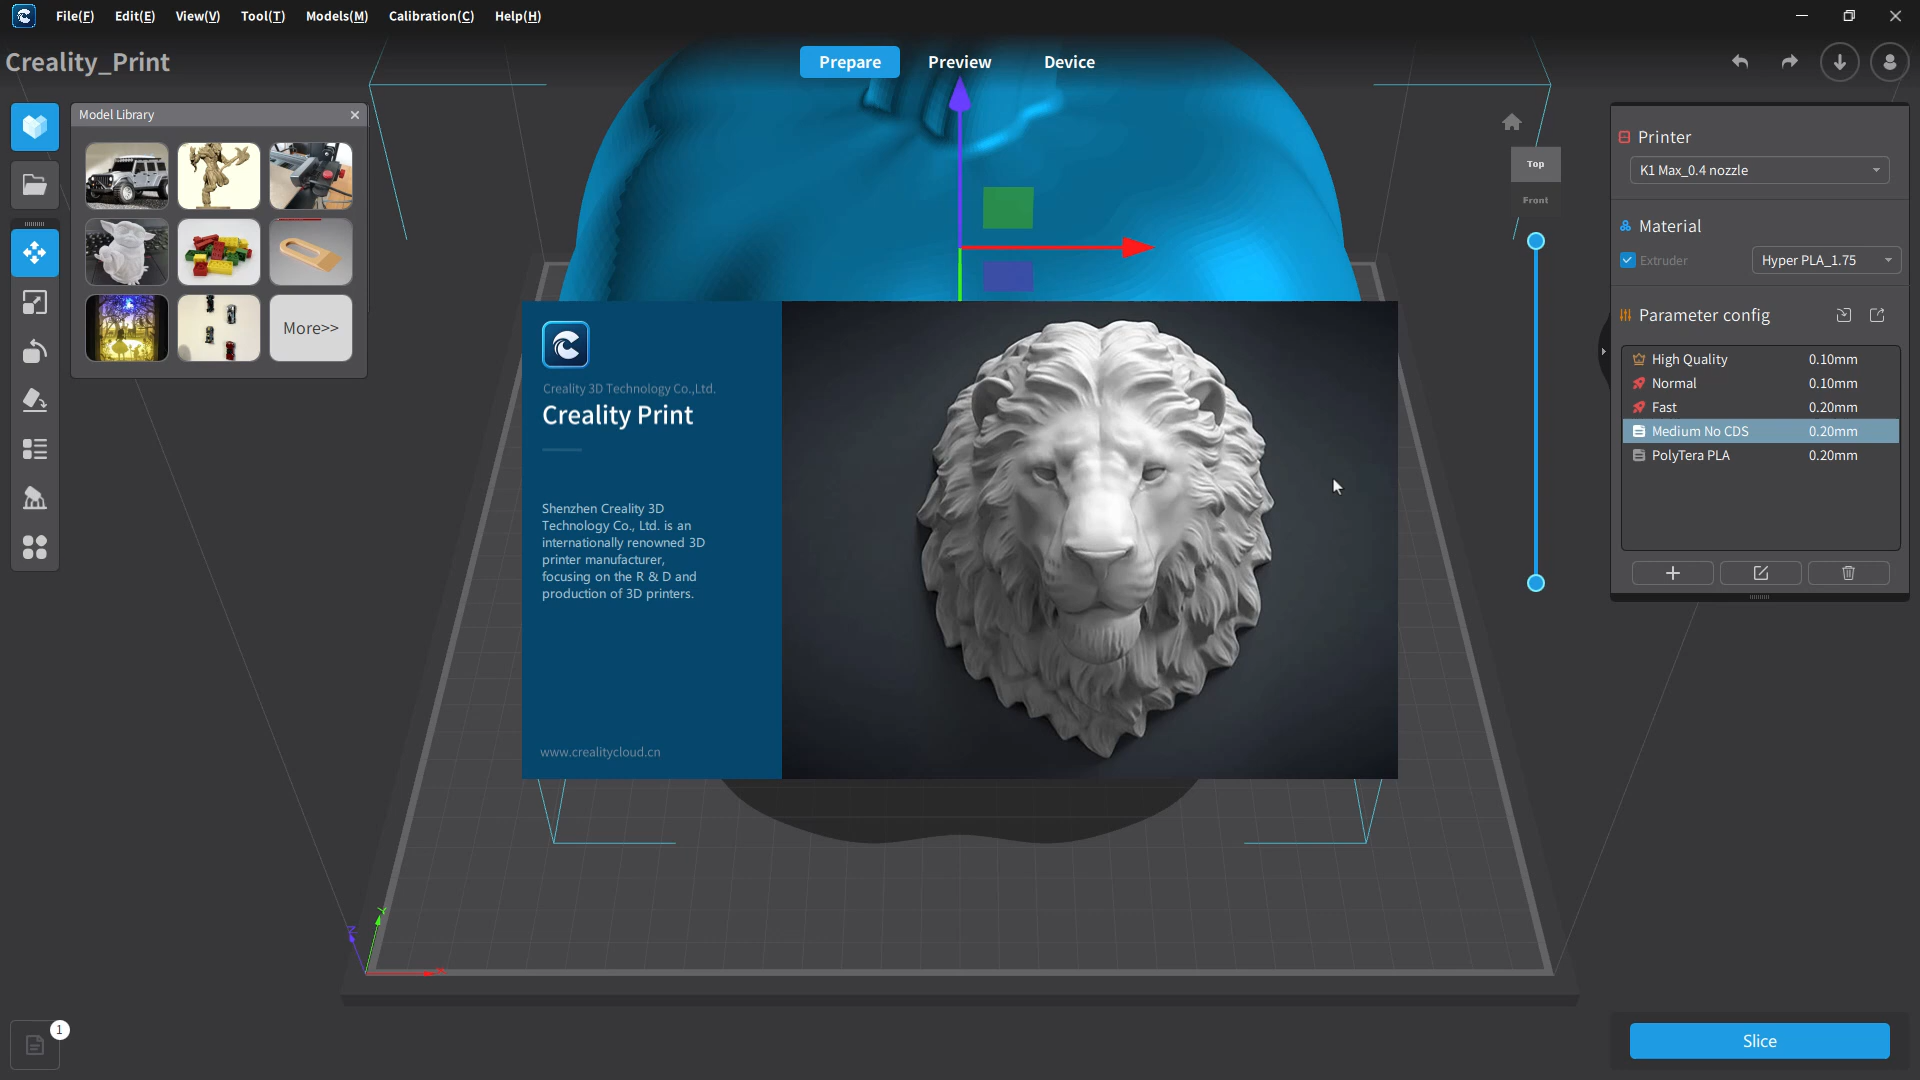 File(F) Edit(E) View(V) Tool(T) Models(M) Calibration(C) Help(H)
Creality_Print
Prepare Preview Device
Model Library
More>>
Top
Front
Printer
K1 Max_0.4 nozzle
Material
Extruder Hyper PLA_1.75
Parameter config
High Quality 0.10mm
Normal 0.10mm
Fast 0.20mm
Medium No CDS 0.20mm
PolyTera PLA 0.20mm
Creality 3D Technology Co.,Ltd.
Creality Print
Shenzhen Creality 3D
Technology Co., Ltd. is an
internationally renowned 3D
printer manufacturer,
focusing on the R & D and
production of 3D printers.
www.crealitycloud.cn
Z Y X
1
Slice